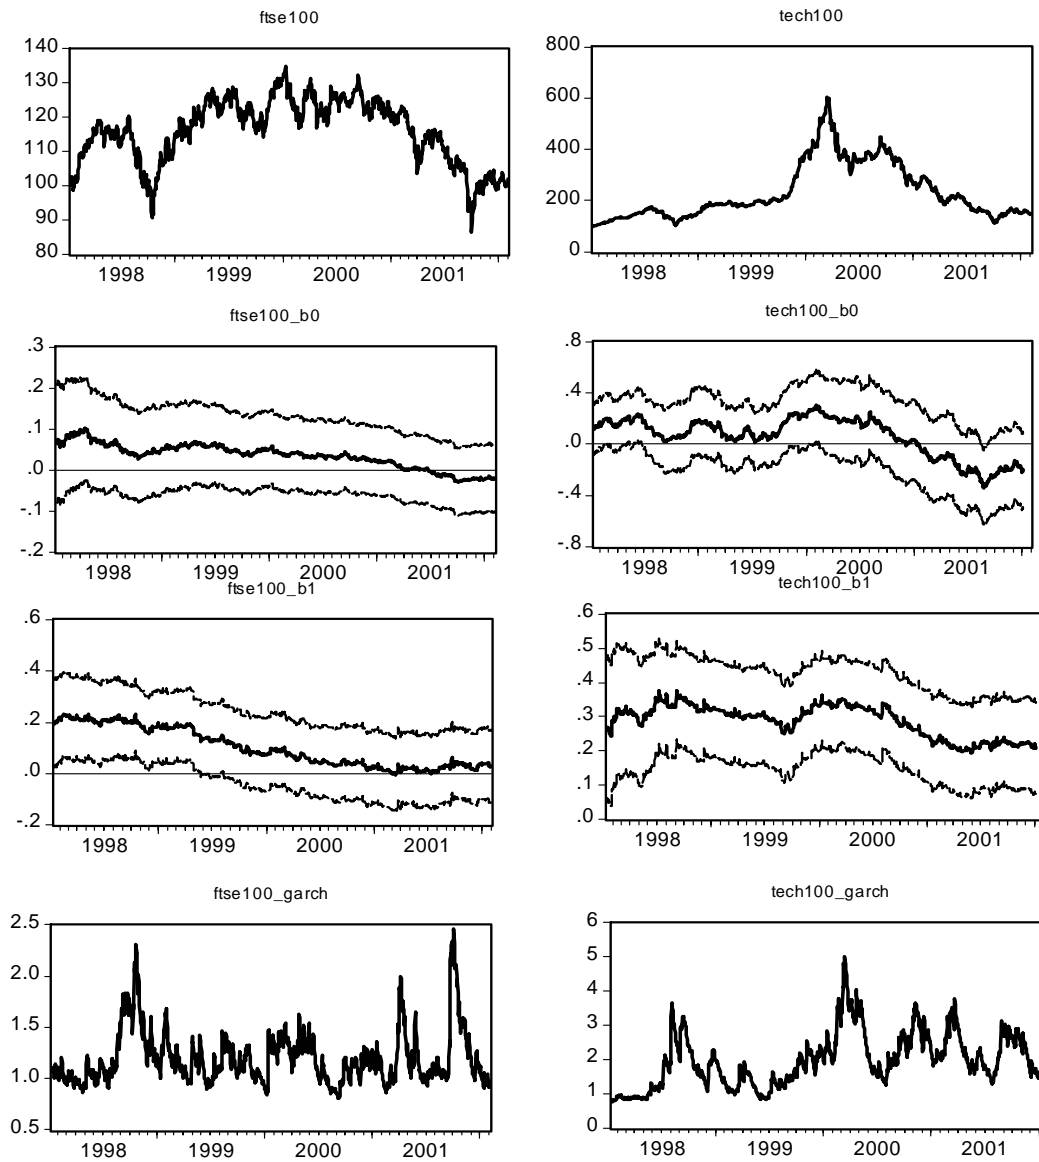 ftse100
140
130
120
110
100
90
80
1998 1999 2000 2001
tech100
800
600
400
200
0
1998 1999 2000 2001
ftse100_b0
.3
.2
.1
.0
-.1
-.2
1998 1999 2000 2001
tech100_b0
.8
.4
.0
-.4
-.8
1998 1999 2000 2001
ftse100_b1
.6
.4
.2
.0
-.2
1998 1999 2000 2001
tech100_b1
.6
.5
.4
.3
.2
.1
.0
1998 1999 2000 2001
ftse100_garch
2.5
2.0
1.5
1.0
0.5
1998 1999 2000 2001
tech100_garch
6
5
4
3
2
1
0
1998 1999 2000 2001